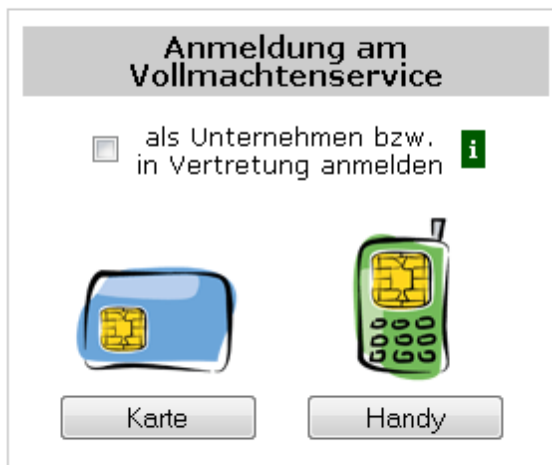 Anmeldung am
Vollmachtenservice
als Unternehmen bzw.
in Vertretung anmelden
i
Karte
Handy